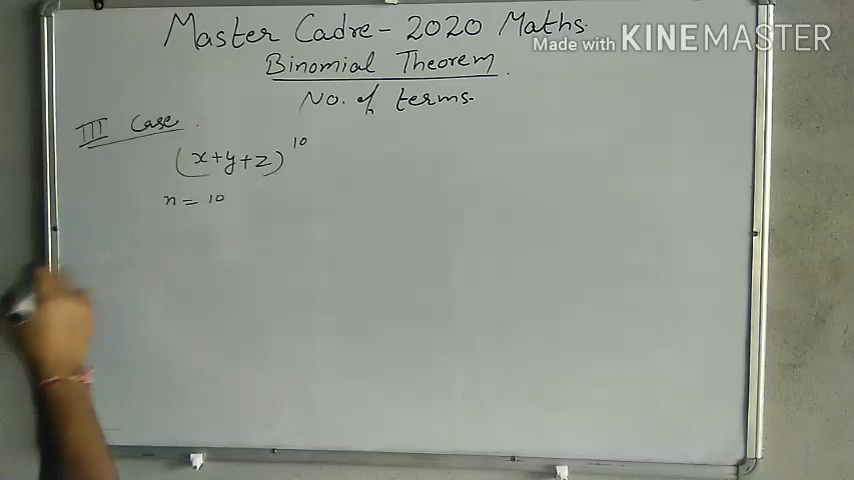 Master Cadre - 2020 Maths.
Made with KINEMASTER
Binomial Theorem.
No. of terms.
III Case.
(x+y+z)^10
n = 10